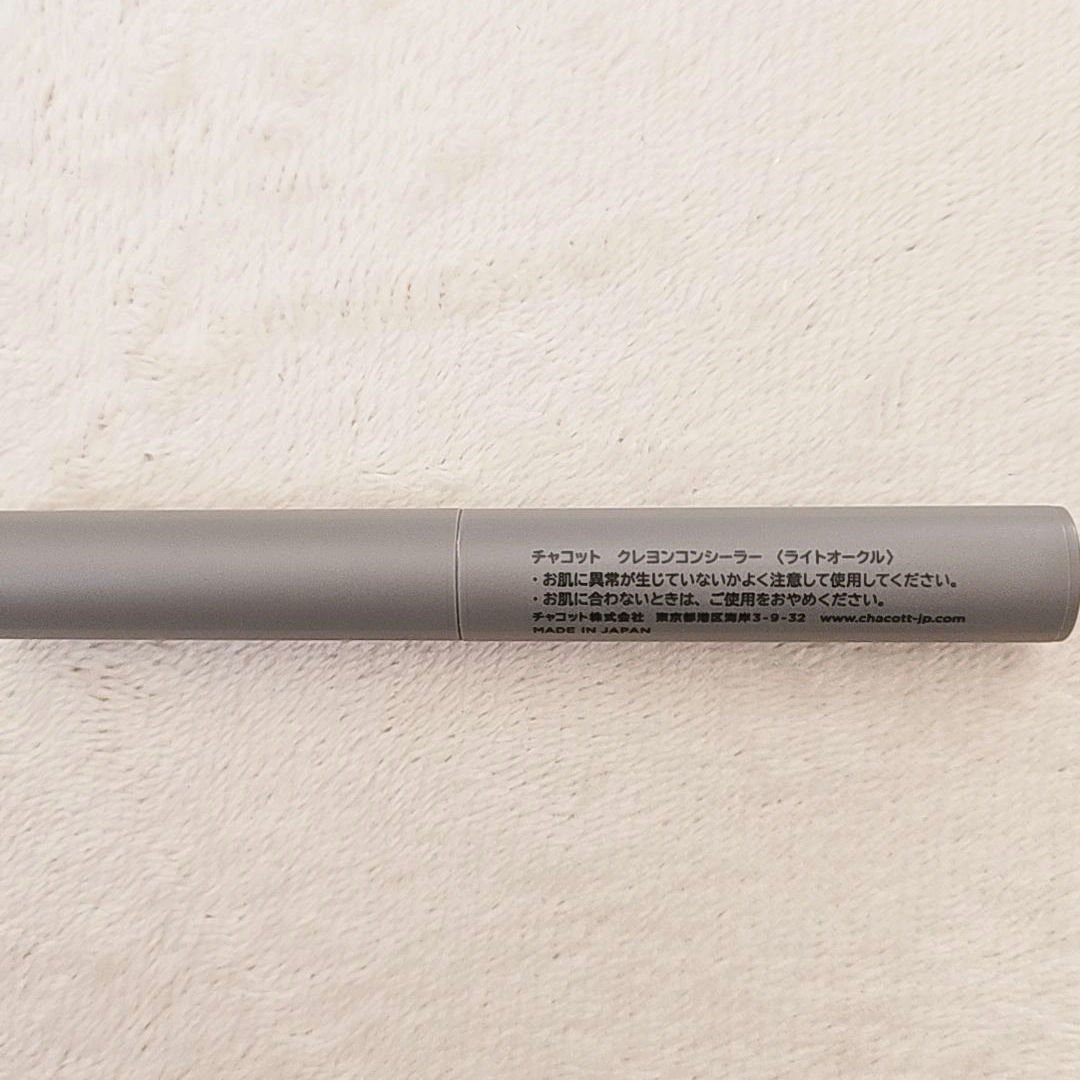 チャコット クレヨンコンシーラー 〈ライトオークル〉
・お肌に異常が生じていないかよく注意して使用してください。
・お肌に合わないときは、ご使用をおやめください。
チャコット株式会社 東京都港区海岸3-9-32 www.chacott-jp.com
MADE IN JAPAN